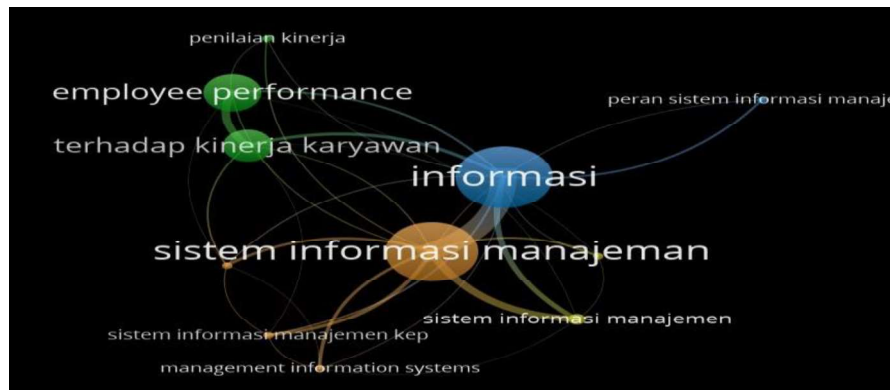 penilaian kinerja
employee performance
peran sistem informasi manaje
terhadap kinerja karyawan
informasi
sistem informasi manajeman
sistem informasi manajemen
sistem informasi manajemen kep
management information systems